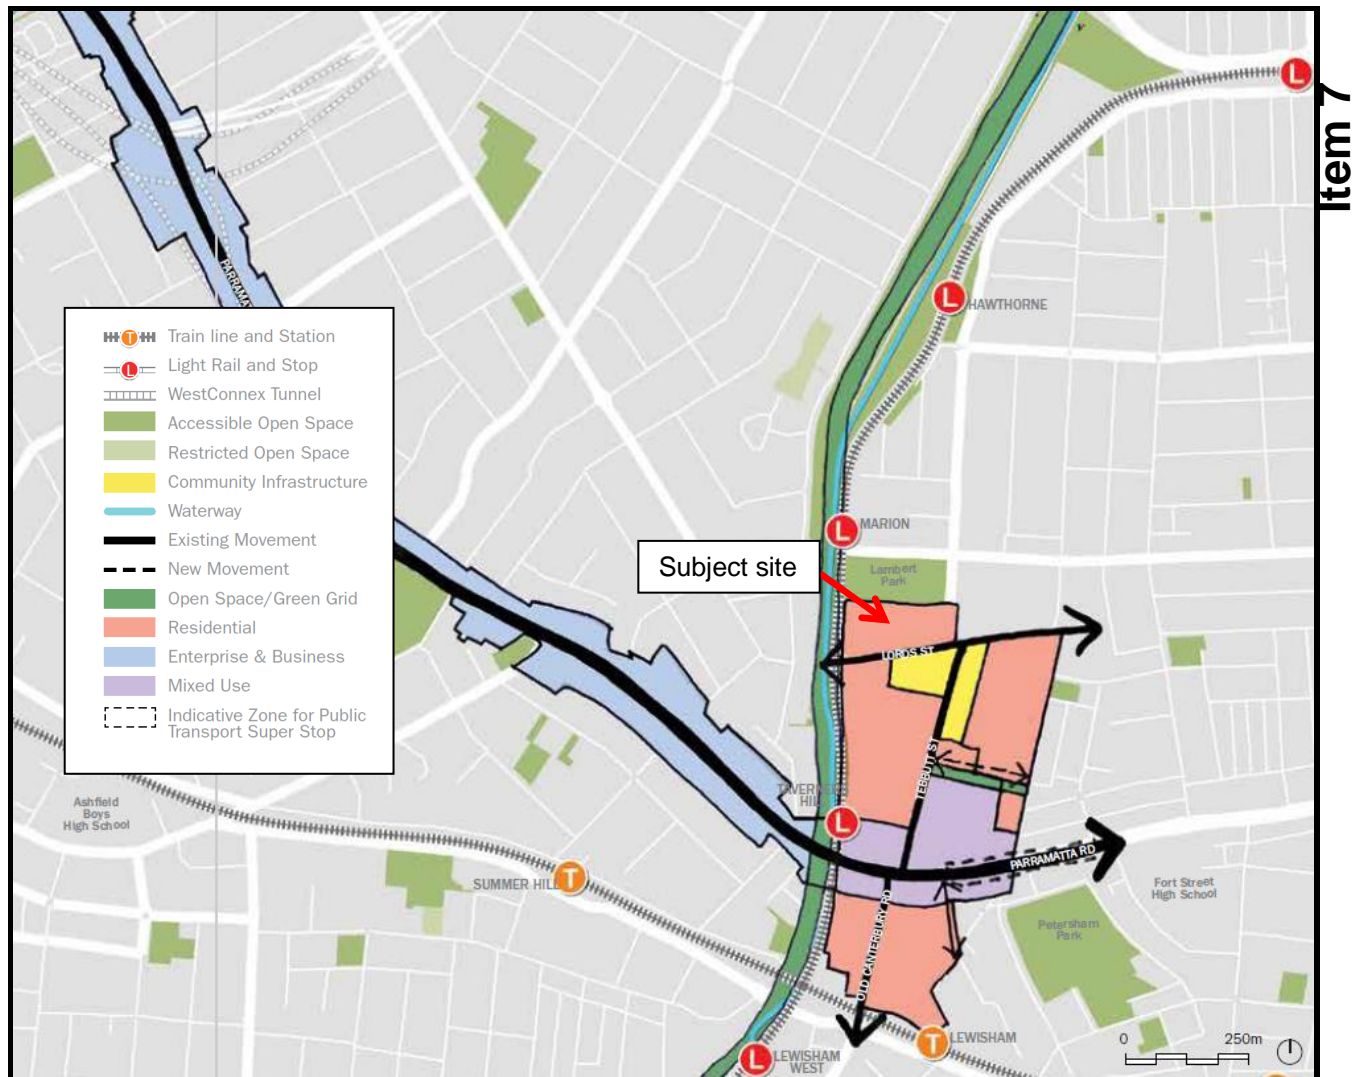 Item 7
L
PARRAMA
L
HAWTHORNE
T Train line and Station
L Light Rail and Stop
WestConnex Tunnel
Accessible Open Space
Restricted Open Space
Community Infrastructure
Waterway
Existing Movement
New Movement
Open Space/Green Grid
Residential
Enterprise & Business
Mixed Use
Indicative Zone for Public
Transport Super Stop
L MARION
Subject site
Lambert
Park
LORDS ST
TEBBUTT ST
TAVERNERS
HILL
L
PARRAMATTA RD
Ashfield
Boys
High School
SUMMER HILL T
Fort Street
High School
Petersham
Park
OLD CANTERBURY RD
T LEWISHAM
L LEWISHAM
WEST
0 250m